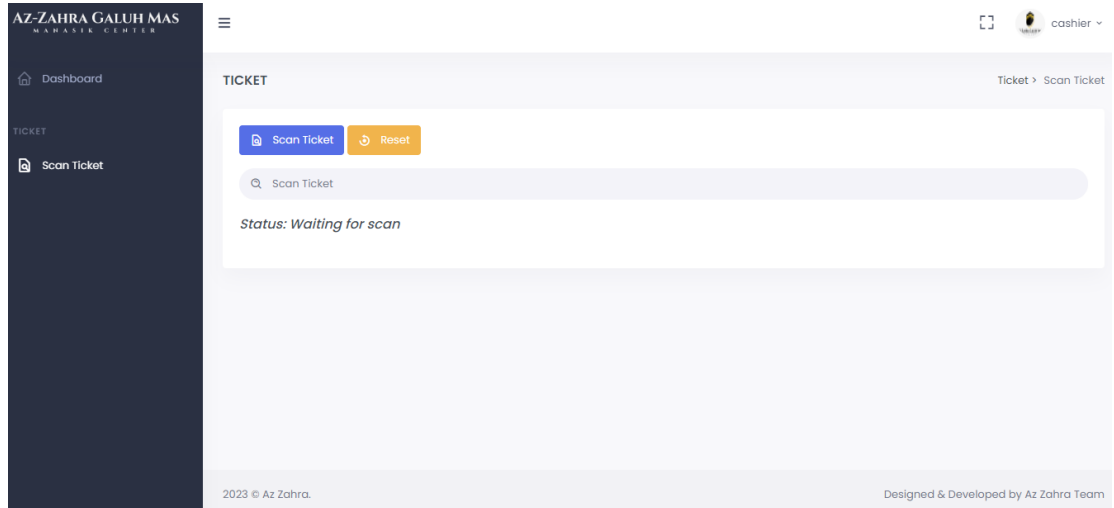 AZ-ZAHRA GALUH MAS
MANASIK CENTER
cashier
Dashboard
TICKET
Scan Ticket
TICKET
Ticket > Scan Ticket
Scan Ticket
Reset
Scan Ticket
Status: Waiting for scan
2023 © Az Zahra.
Designed & Developed by Az Zahra Team